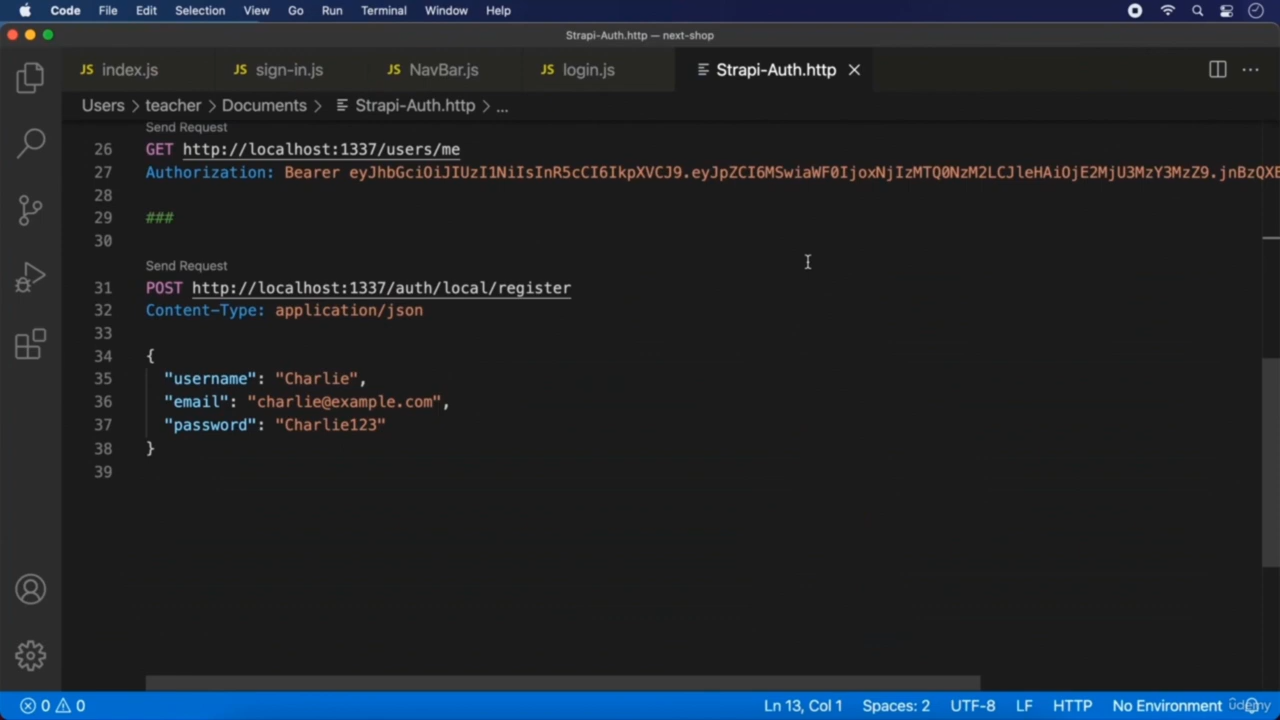 Code File Edit Selection View Go Run Terminal Window Help
Strapi-Auth.http — next-shop
JS index.js JS sign-in.js JS NavBar.js JS login.js Strapi-Auth.http
Users > teacher > Documents > Strapi-Auth.http > ...
Send Request
26 GET http://localhost:1337/users/me
27 Authorization: Bearer eyJhbGciOiJIUzI1NiIsInR5cCI6IkpXVCJ9.eyJpZCI6MSwiaWF0IjoxNjIzMTQ0NzM2LCJleHAiOjE2MjU3MzY3MzZ9.jnBzQXE
28
29 ###
30
Send Request
31 POST http://localhost:1337/auth/local/register
32 Content-Type: application/json
33
34 {
35 "username": "Charlie",
36 "email": "charlie@example.com",
37 "password": "Charlie123"
38 }
39
0 0 Ln 13, Col 1 Spaces: 2 UTF-8 LF HTTP No Environment
udemy